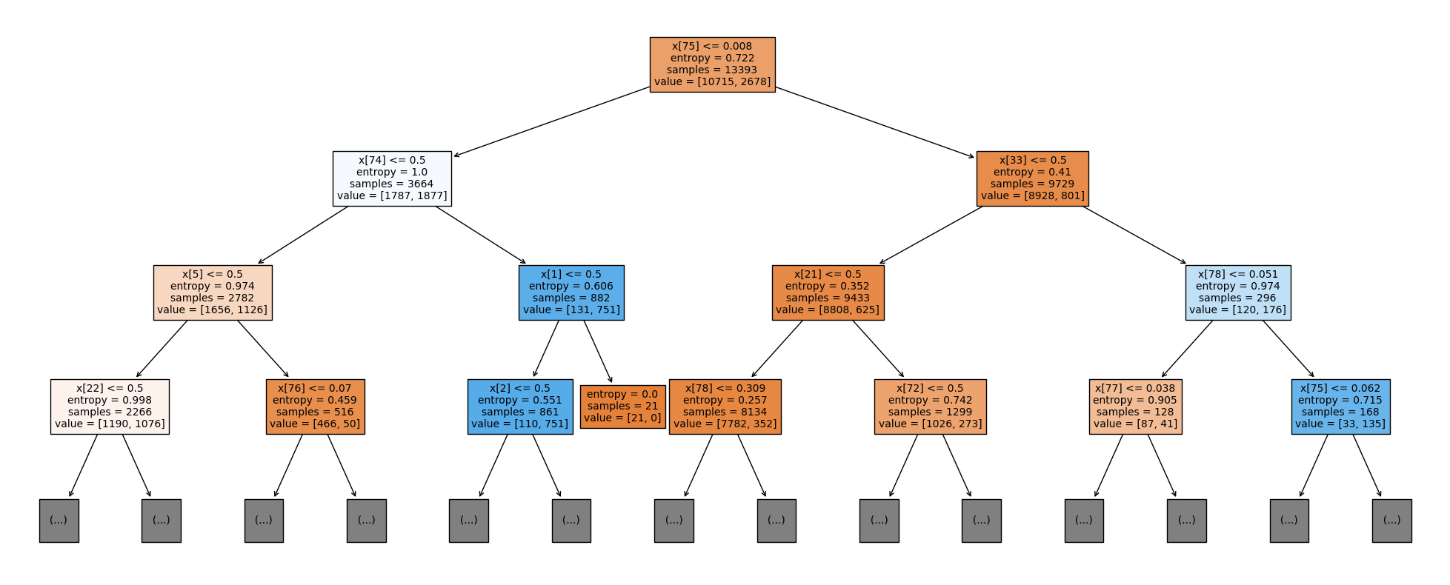 x[75] <= 0.008
entropy = 0.722
samples = 13393
value = [10715, 2678]
x[74] <= 0.5
entropy = 1.0
samples = 3664
value = [1787, 1877]
x[33] <= 0.5
entropy = 0.41
samples = 9729
value = [8928, 801]
x[5] <= 0.5
entropy = 0.974
samples = 2782
value = [1656, 1126]
x[1] <= 0.5
entropy = 0.606
samples = 882
value = [131, 751]
x[21] <= 0.5
entropy = 0.352
samples = 9433
value = [8808, 625]
x[78] <= 0.051
entropy = 0.974
samples = 296
value = [120, 176]
x[22] <= 0.5
entropy = 0.998
samples = 2266
value = [1190, 1076]
x[76] <= 0.07
entropy = 0.459
samples = 516
value = [466, 50]
x[2] <= 0.5
entropy = 0.551
samples = 861
value = [110, 751]
entropy = 0.0
samples = 21
value = [21, 0]
x[78] <= 0.309
entropy = 0.257
samples = 8134
value = [7782, 352]
x[72] <= 0.5
entropy = 0.742
samples = 1299
value = [1026, 273]
x[77] <= 0.038
entropy = 0.905
samples = 128
value = [87, 41]
x[75] <= 0.062
entropy = 0.715
samples = 168
value = [33, 135]
(...)
(...)
(...)
(...)
(...)
(...)
(...)
(...)
(...)
(...)
(...)
(...)
(...)
(...)